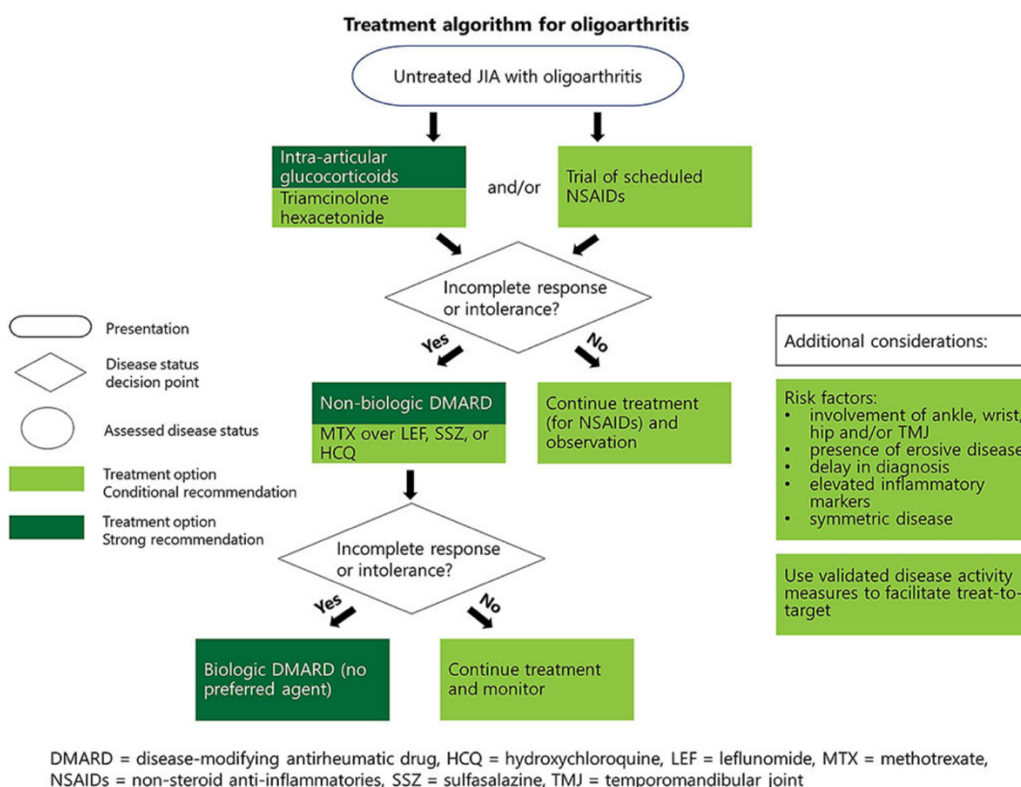 Treatment algorithm for oligoarthritis
Untreated JIA with oligoarthritis
Intra-articular
glucocorticoids
Triamcinolone
hexacetonide
and/or
Trial of scheduled
NSAIDs
Incomplete response
or intolerance?
Yes
No
Non-biologic DMARD
MTX over LEF, SSZ, or
HCQ
Continue treatment
(for NSAIDs) and
observation
Incomplete response
or intolerance?
Yes
No
Biologic DMARD (no
preferred agent)
Continue treatment
and monitor
Presentation
Disease status
decision point
Assessed disease status
Treatment option
Conditional recommendation
Treatment option
Strong recommendation
Additional considerations:
Risk factors:
• involvement of ankle, wrist,
hip and/or TMJ
• presence of erosive disease
• delay in diagnosis
• elevated inflammatory
markers
• symmetric disease
Use validated disease activity
measures to facilitate treat-to-
target
DMARD = disease-modifying antirheumatic drug, HCQ = hydroxychloroquine, LEF = leflunomide, MTX = methotrexate,
NSAIDs = non-steroid anti-inflammatories, SSZ = sulfasalazine, TMJ = temporomandibular joint